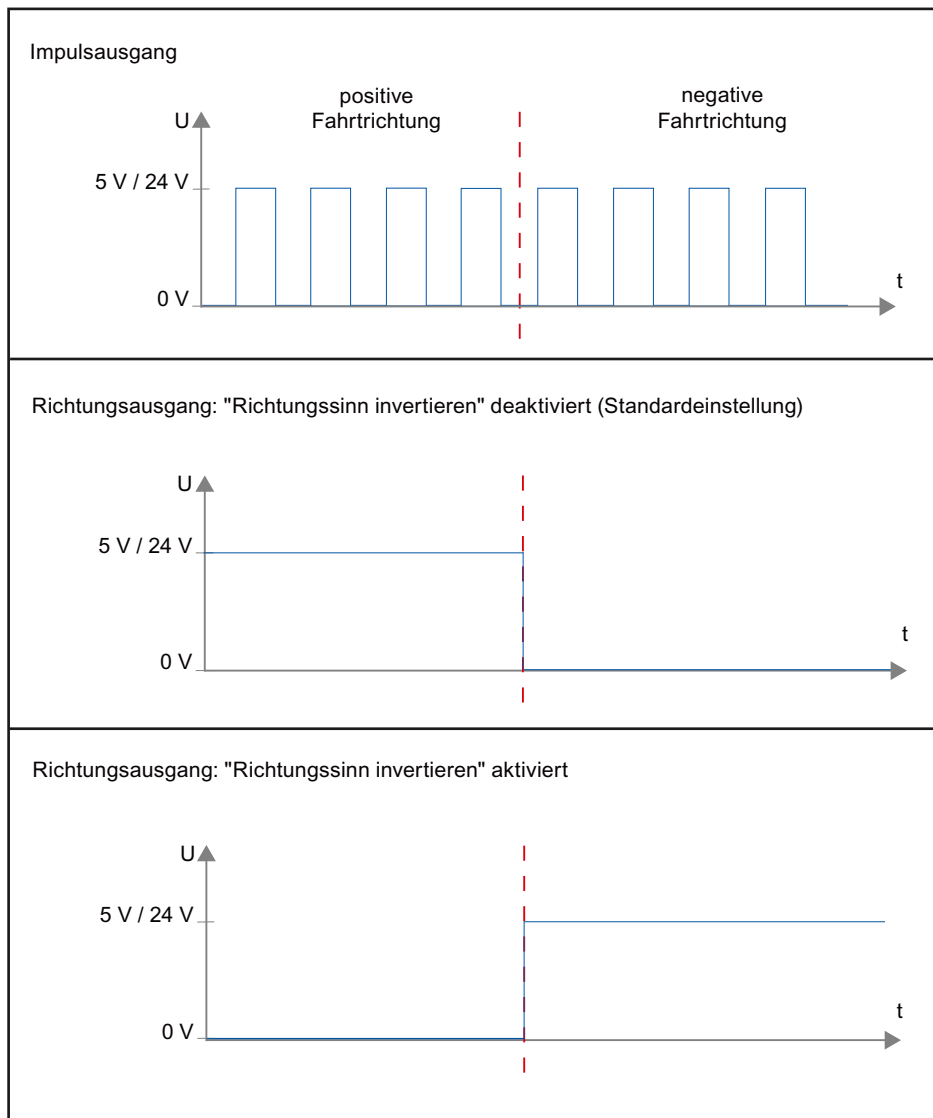 Impulsausgang
positive
Fahrtrichtung
negative
Fahrtrichtung
U
5 V / 24 V
0 V
t
Richtungsausgang: "Richtungssinn invertieren" deaktiviert (Standardeinstellung)
U
5 V / 24 V
0 V
t
Richtungsausgang: "Richtungssinn invertieren" aktiviert
U
5 V / 24 V
0 V
t